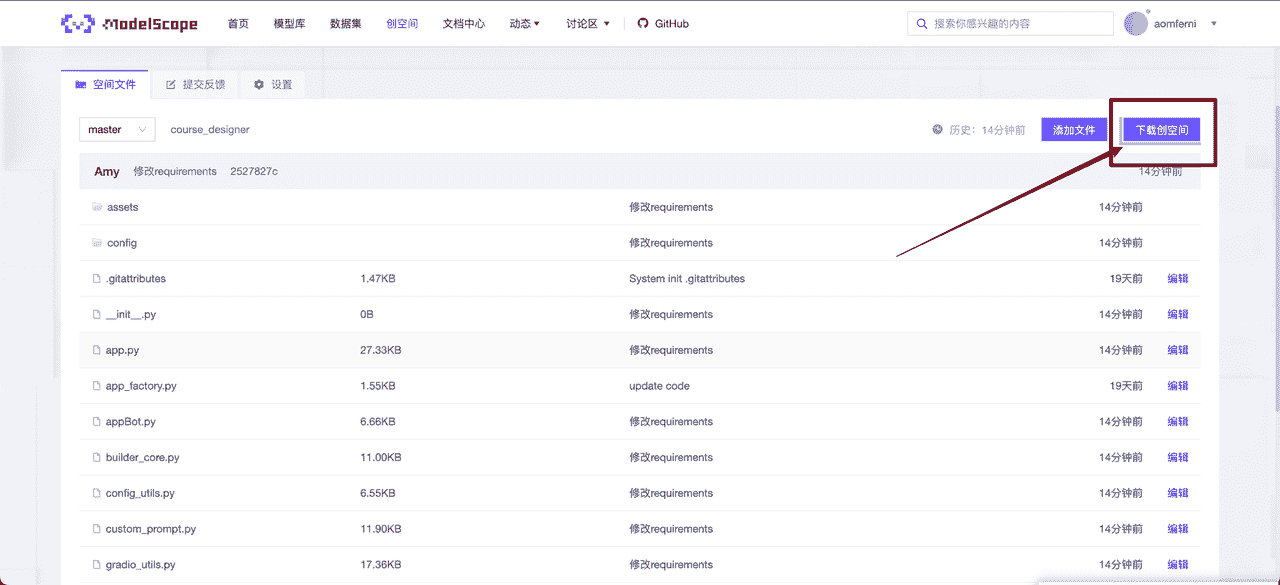 ModelScope 首页 模型库 数据集 创空间 文档中心 动态 讨论区 GitHub 搜索你感兴趣的内容 aomferni
空间文件 提交反馈 设置
master course_designer 历史: 14分钟前 添加文件 下载创空间
Amy 修改requirements 2527827c 14分钟前
assets 修改requirements 14分钟前
config 修改requirements 14分钟前
.gitattributes 1.47KB System init .gitattributes 19天前 编辑
__init__.py 0B 修改requirements 14分钟前 编辑
app.py 27.33KB 修改requirements 14分钟前 编辑
app_factory.py 1.55KB update code 19天前 编辑
appBot.py 6.66KB 修改requirements 14分钟前 编辑
builder_core.py 11.00KB 修改requirements 14分钟前 编辑
config_utils.py 6.55KB 修改requirements 14分钟前 编辑
custom_prompt.py 11.90KB 修改requirements 14分钟前 编辑
gradio_utils.py 17.36KB 修改requirements 14分钟前 编辑